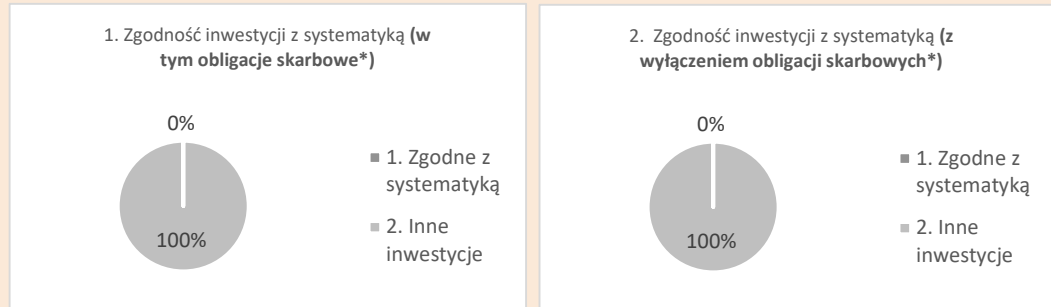 1. Zgodność inwestycji z systematyką (w
tym obligacje skarbowe*)
0%
100%
1. Zgodne z
systematyką
2. Inne
inwestycje
2. Zgodność inwestycji z systematyką (z
wyłączeniem obligacji skarbowych*)
0%
100%
1. Zgodne z
systematyką
2. Inne
inwestycje